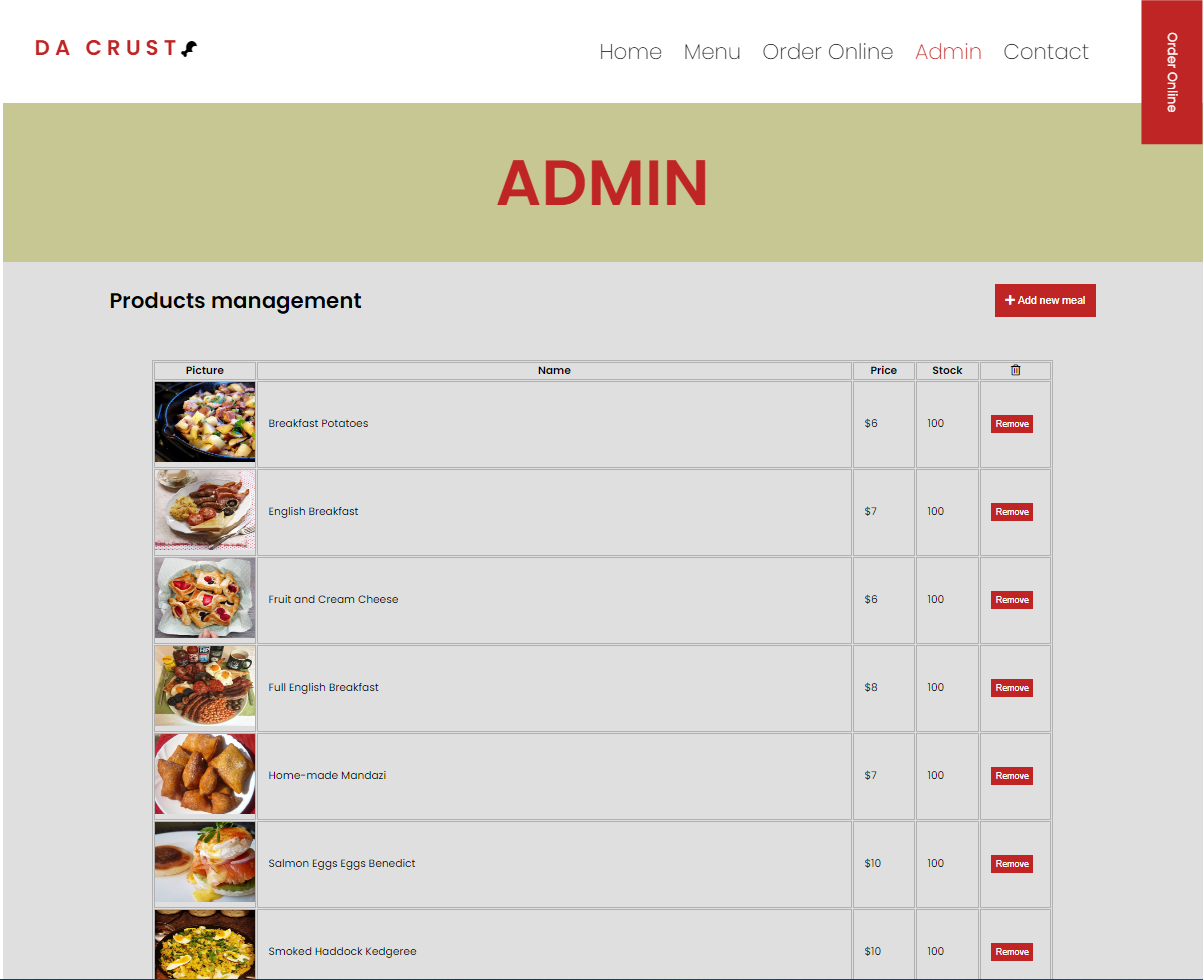 DA CRUST
Home Menu Order Online Admin Contact
Order Online
ADMIN
Products management
Add new meal
Picture Name Price Stock
Breakfast Potatoes $6 100 Remove
English Breakfast $7 100 Remove
Fruit and Cream Cheese $6 100 Remove
Full English Breakfast $8 100 Remove
Home-made Mandazi $7 100 Remove
Salmon Eggs Eggs Benedict $10 100 Remove
Smoked Haddock Kedgeree $10 100 Remove